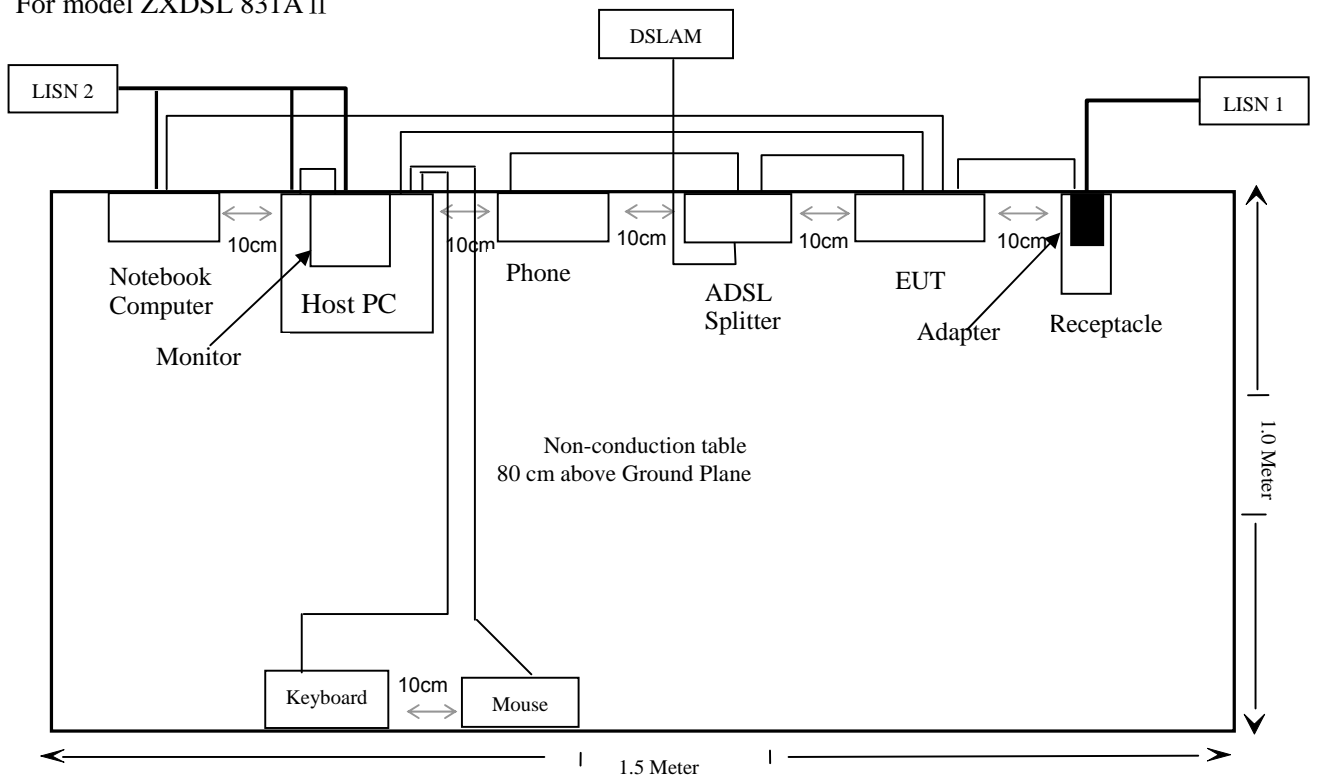 For model ZXDSL 831A II
DSLAM
LISN 2
LISN 1
10cm
10cm
10cm
10cm
10cm
Notebook
Computer
Host PC
Phone
ADSL
Splitter
EUT
Adapter
Receptacle
Monitor
Non-conduction table
80 cm above Ground Plane
1.0 Meter
Keyboard
10cm
Mouse
1.5 Meter